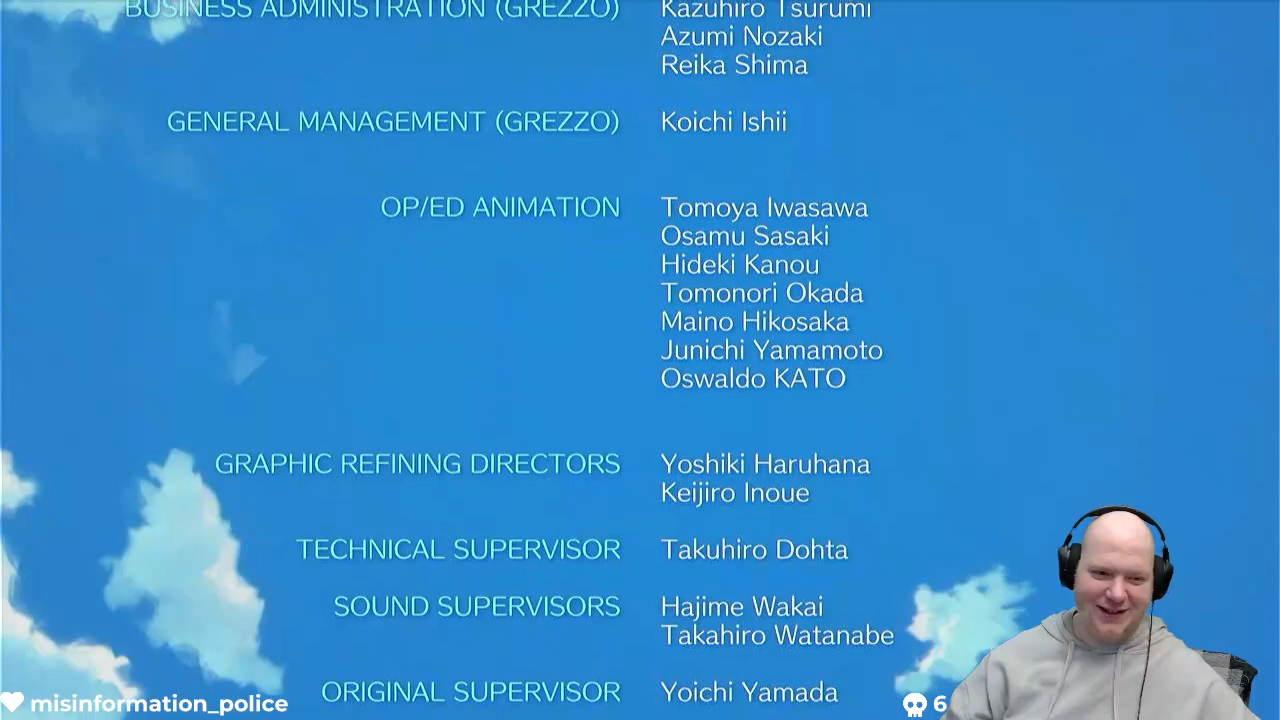 BUSINESS ADMINISTRATION (GREZZO) Kazuhiro Tsurumi
Azumi Nozaki
Reika Shima
GENERAL MANAGEMENT (GREZZO) Koichi Ishii
OP/ED ANIMATION Tomoya Iwasawa
Osamu Sasaki
Hideki Kanou
Tomonori Okada
Maino Hikosaka
Junichi Yamamoto
Oswaldo KATO
GRAPHIC REFINING DIRECTORS Yoshiki Haruhana
Keijiro Inoue
TECHNICAL SUPERVISOR Takuhiro Dohta
SOUND SUPERVISORS Hajime Wakai
Takahiro Watanabe
ORIGINAL SUPERVISOR Yoichi Yamada
misinformation_police 6